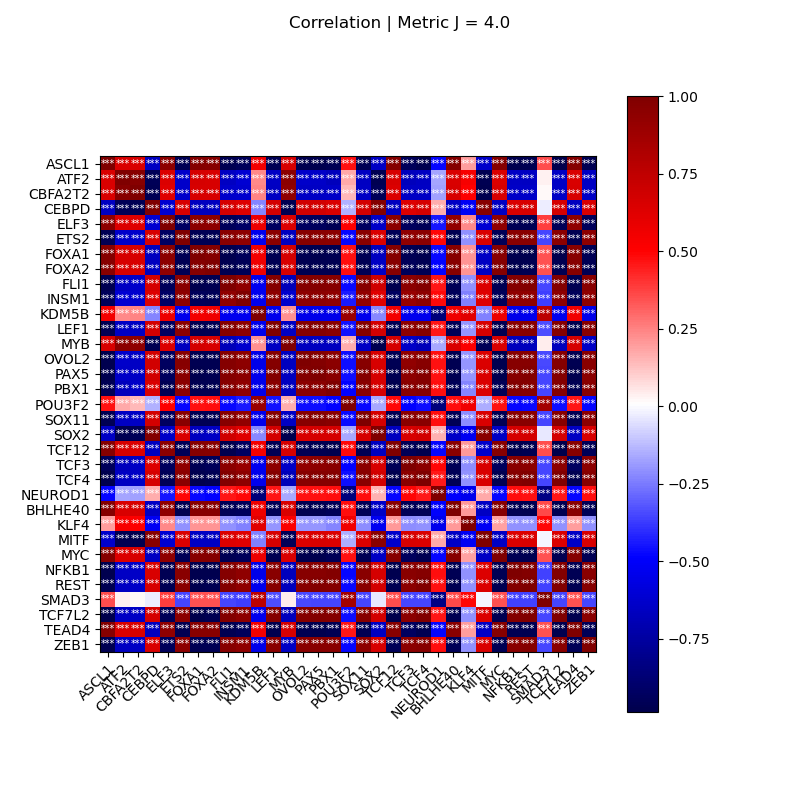 Correlation | Metric J = 4.0
ASCL1
ATF2
CBFA2T2
CEBPD
ELF3
ETS2
FOXA1
FOXA2
FLI1
INSM1
KDM5B
LEF1
MYB
OVOL2
PAX5
PBX1
POU3F2
SOX11
SOX2
TCF12
TCF3
TCF4
NEUROD1
BHLHE40
KLF4
MITF
MYC
NFKB1
REST
SMAD3
TCF7L2
TEAD4
ZEB1
ASCL1
ATF2
CBFA2T2
CEBPD
ELF3
ETS2
FOXA1
FOXA2
FLI1
INSM1
KDM5B
LEF1
MYB
OVOL2
PAX5
PBX1
POU3F2
SOX11
SOX2
TCF12
TCF3
TCF4
NEUROD1
BHLHE40
KLF4
MITF
MYC
NFKB1
REST
SMAD3
TCF7L2
TEAD4
ZEB1
1.00
0.75
0.50
0.25
0.00
−0.25
−0.50
−0.75